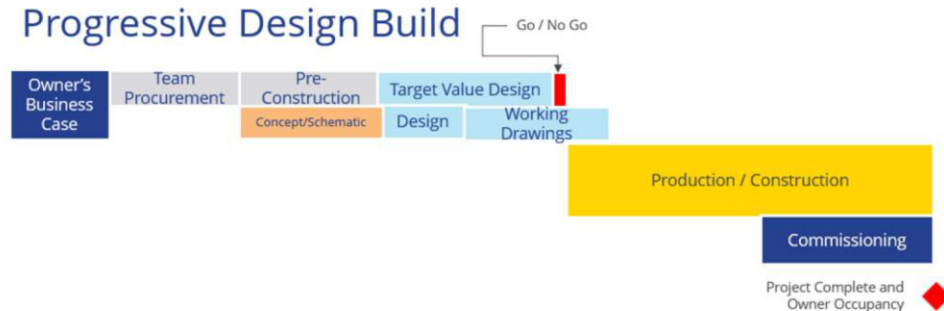 Progressive Design Build
Go / No Go
Owner's
Business
Case
Team
Procurement
Pre-
Construction
Target Value Design
Concept/Schematic
Design
Working
Drawings
Production / Construction
Commissioning
Project Complete and
Owner Occupancy